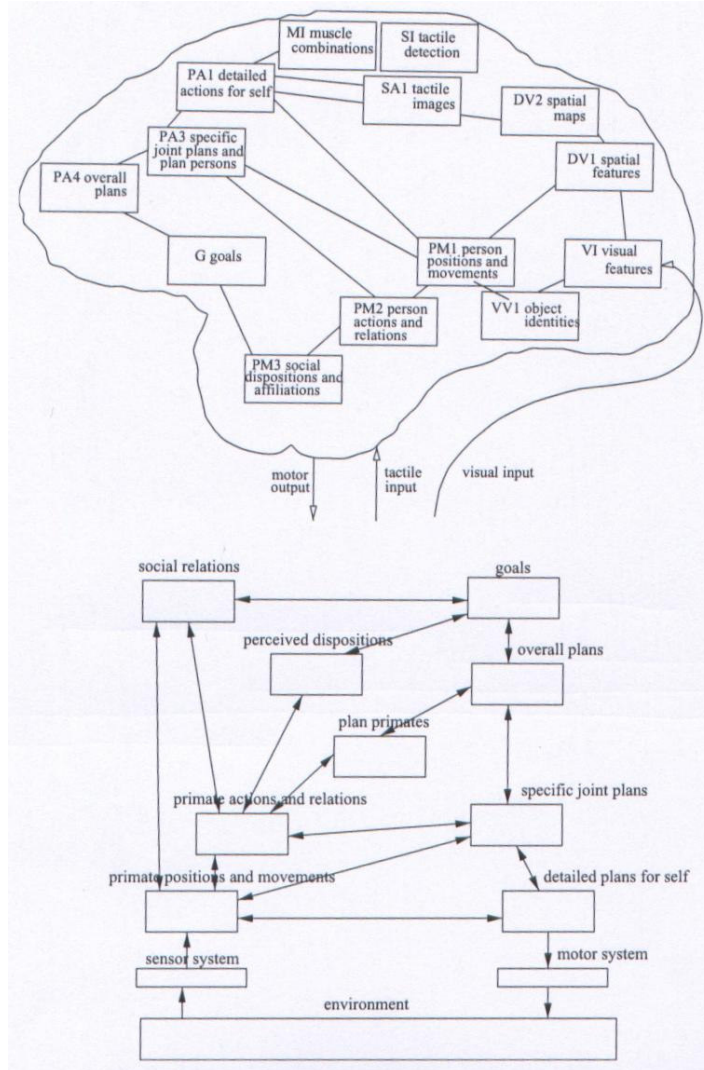 MI muscle
combinations
SI tactile
detection
PA1 detailed
actions for self
SA1 tactile
images
DV2 spatial
maps
PA3 specific
joint plans and
plan persons
DV1 spatial
features
PA4 overall
plans
G goals
PM1 person
positions and
movements
VI visual
features
PM2 person
actions and
relations
VV1 object
identities
PM3 social
dispositions and
affiliations
motor
output
tactile
input
visual input
social relations
goals
perceived dispositions
overall plans
plan primates
specific joint plans
primate actions and relations
primate positions and movements
detailed plans for self
sensor system
motor system
environment